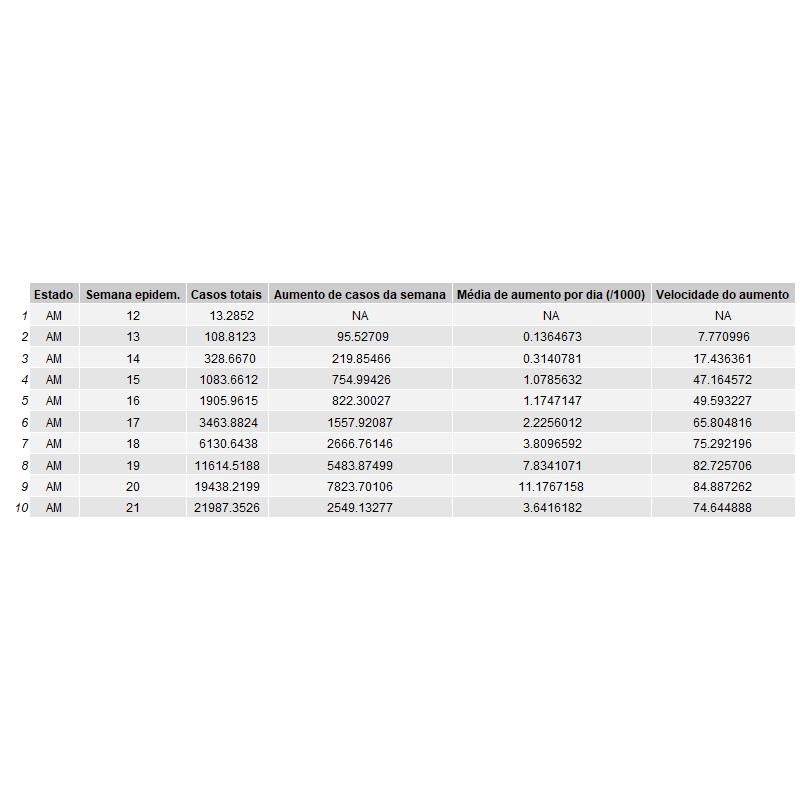 Estado Semana epidem. Casos totais Aumento de casos da semana Média de aumento por dia (/1000) Velocidade do aumento
1 AM 12 13.2852 NA NA NA
2 AM 13 108.8123 95.52709 0.1364673 7.770996
3 AM 14 328.6670 219.85466 0.3140781 17.436361
4 AM 15 1083.6612 754.99426 1.0785632 47.164572
5 AM 16 1905.9615 822.30027 1.1747147 49.593227
6 AM 17 3463.8824 1557.92087 2.2256012 65.804816
7 AM 18 6130.6438 2666.76146 3.8096592 75.292196
8 AM 19 11614.5188 5483.87499 7.8341071 82.725706
9 AM 20 19438.2199 7823.70106 11.1767158 84.887262
10 AM 21 21987.3526 2549.13277 3.6416182 74.644888